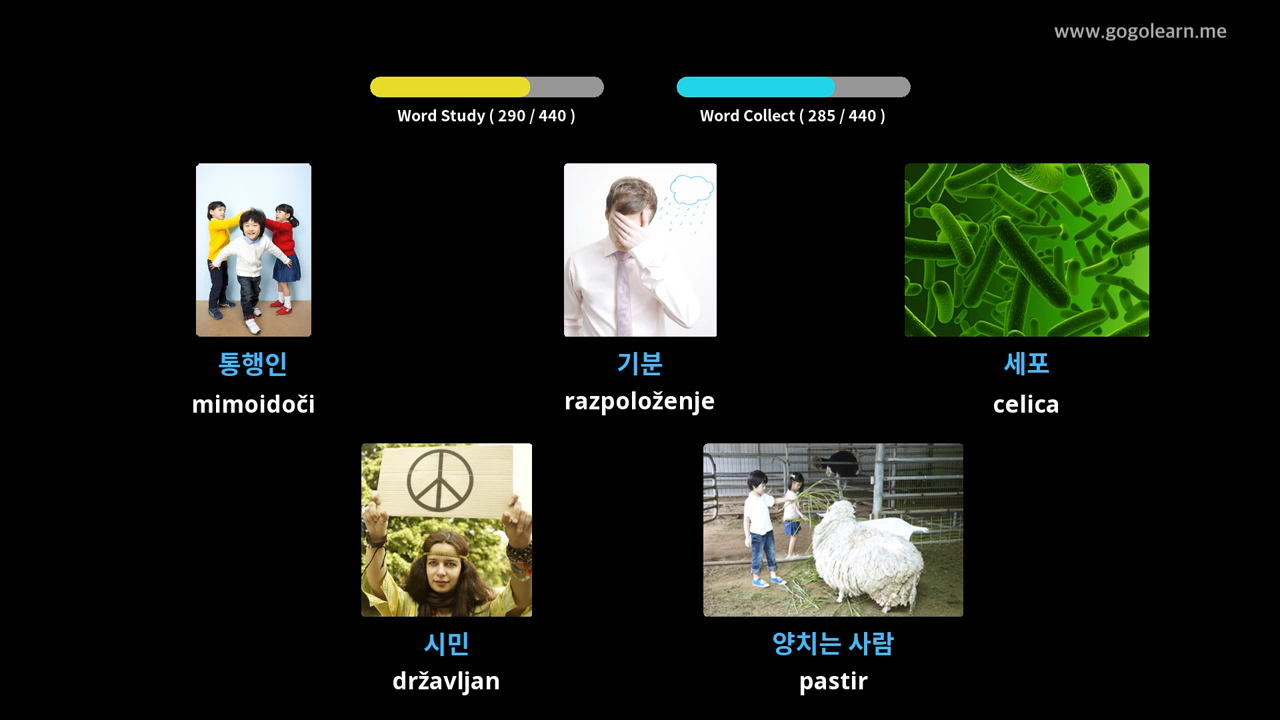 www.gogolearn.me
Word Study ( 290 / 440 )
Word Collect ( 285 / 440 )
통행인
mimoidoči
기분
razpoloženje
세포
celica
시민
državljan
양치는 사람
pastir